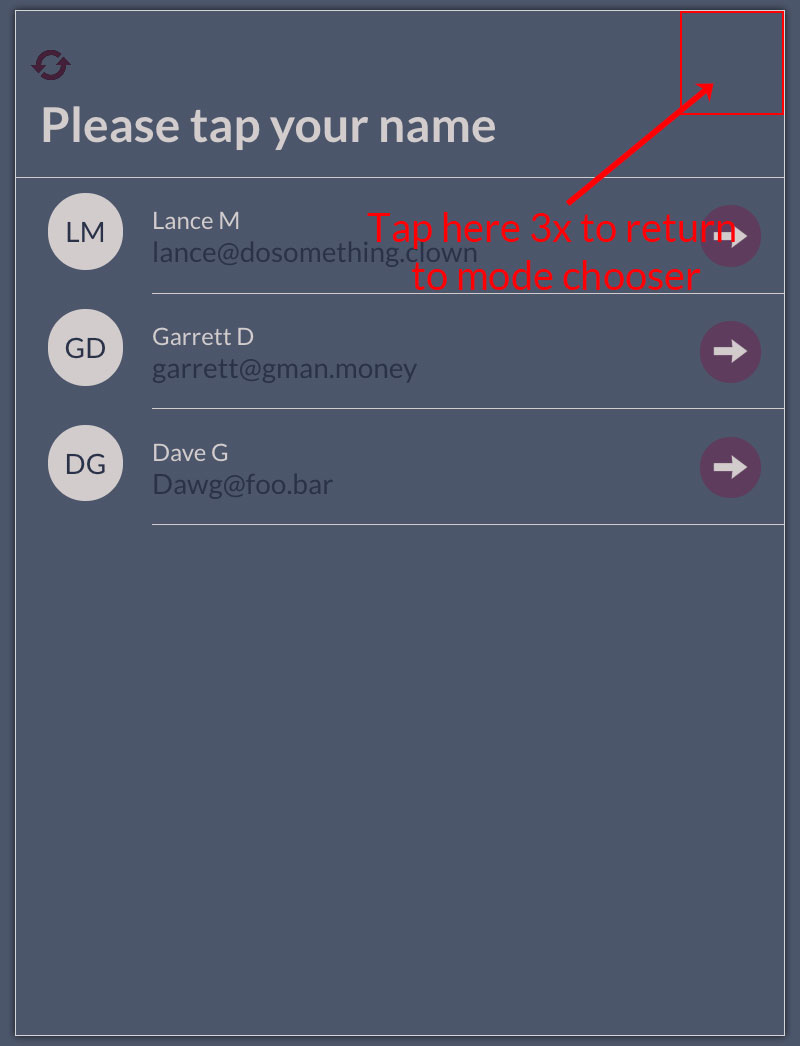 Please tap your name
LM
Lance M
lance@dosomething.clown
Tap here 3x to return
to mode chooser
GD
Garrett D
garrett@gman.money
DG
Dave G
Dawg@foo.bar